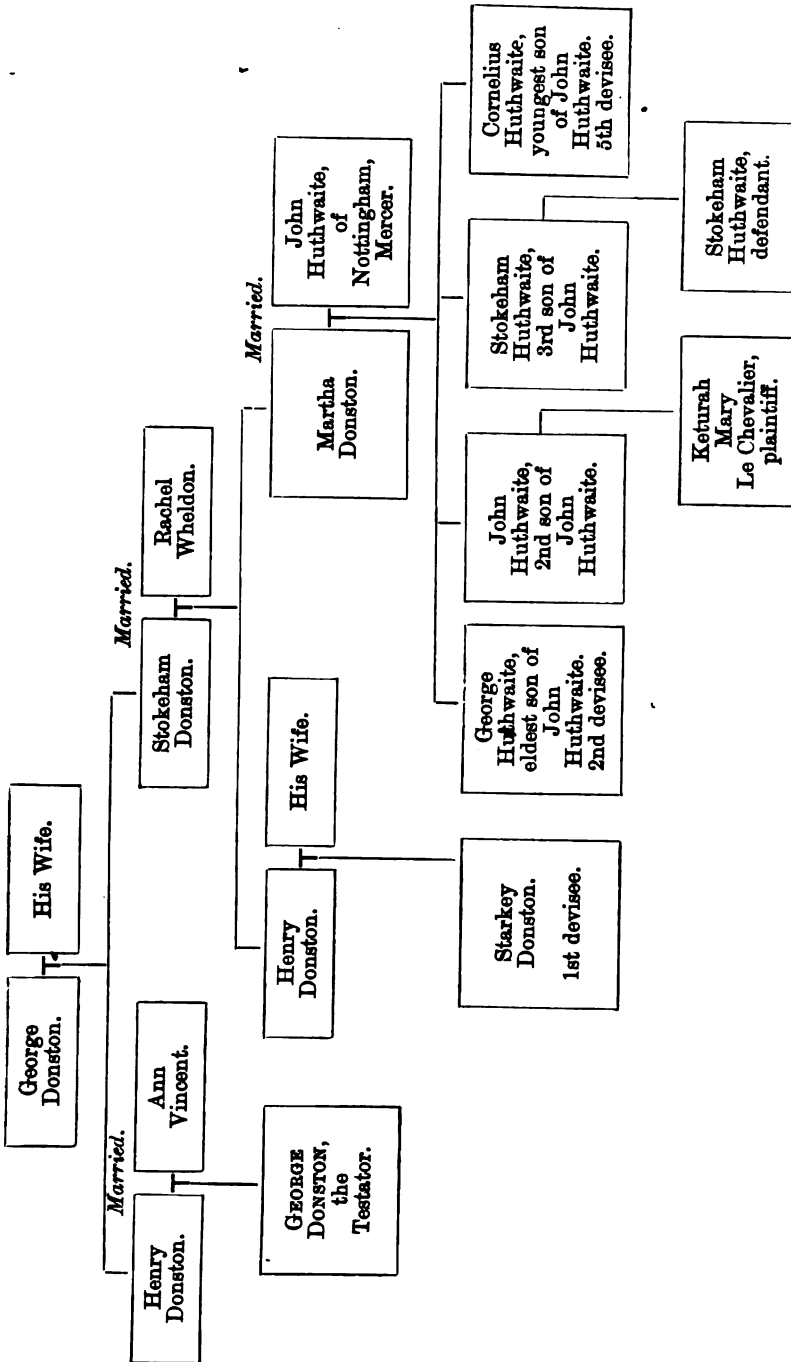 George
Donston.
His Wife.
Married.
Henry
Donston.
Ann
Vincent.
Married.
Stokeham
Donston.
Rachel
Wheldon.
GEORGE
DONSTON,
the
Testator.
Henry
Donston.
His Wife.
Married.
Martha
Donston.
John
Huthwaite,
of
Nottingham,
Mercer.
Starkey
Donston.
1st devisee.
George
Huthwaite,
eldest son of
John
Huthwaite.
2nd devisee.
John
Huthwaite,
2nd son of
John
Huthwaite.
Stokeham
Huthwaite,
3rd son of
John
Huthwaite.
Cornelius
Huthwaite,
youngest son
of John
Huthwaite.
5th devisee.
Keturah
Mary
Le Chevalier,
plaintiff.
Stokeham
Huthwaite,
defendant.